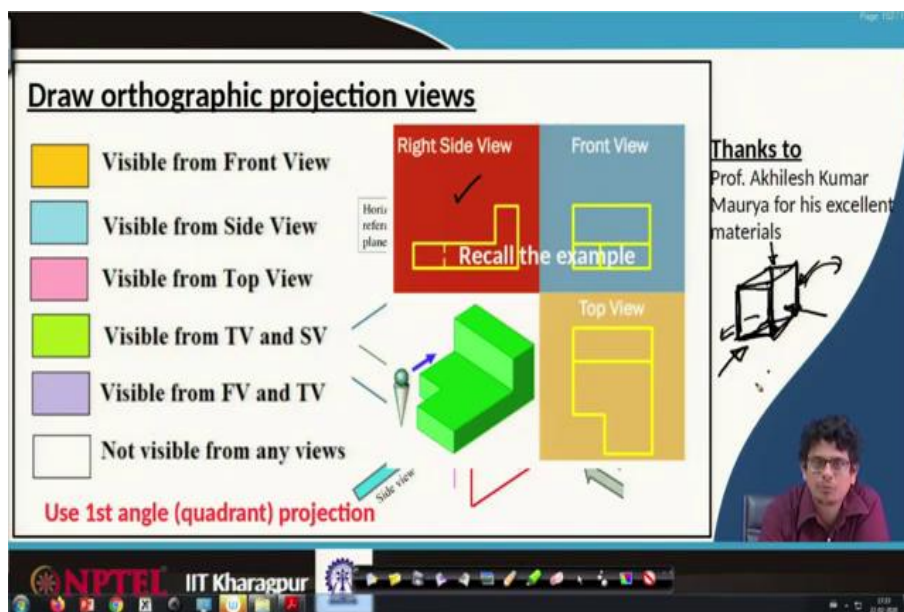 Draw orthographic projection views
Visible from Front View
Visible from Side View
Visible from Top View
Visible from TV and SV
Visible from FV and TV
Not visible from any views
Use 1st angle (quadrant) projection
Right Side View
Front View
Recall the example
Top View
plane
Side view
Thanks to
Prof. Akhilesh Kumar
Maurya for his excellent
materials
NPTEL IIT Kharagpur